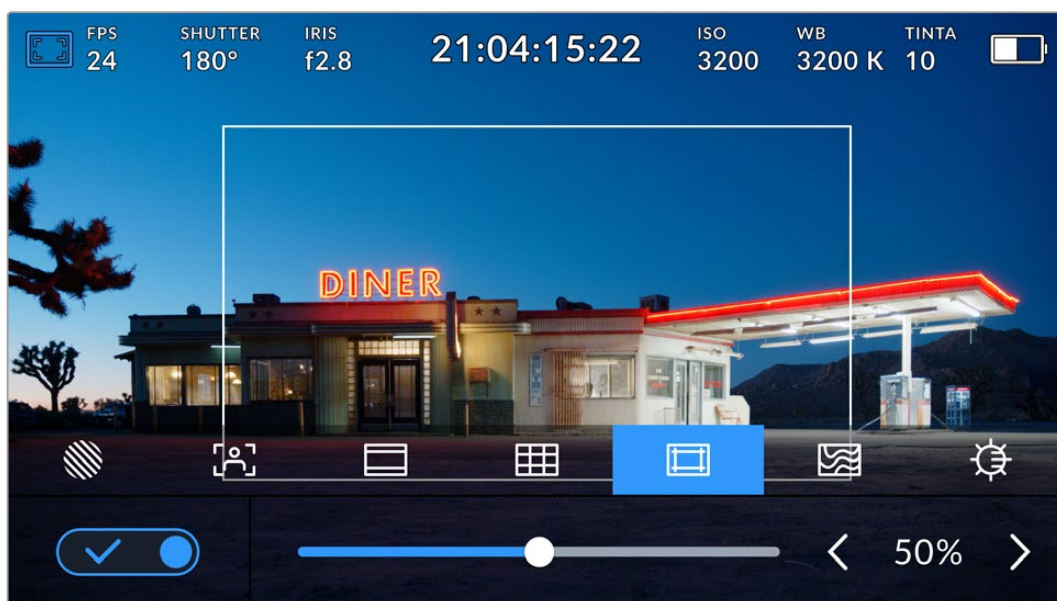 FPS SHUTTER IRIS 21:04:15:22 ISO WB TINTA
24 180° f2.8 3200 3200 K 10
DINER
50%